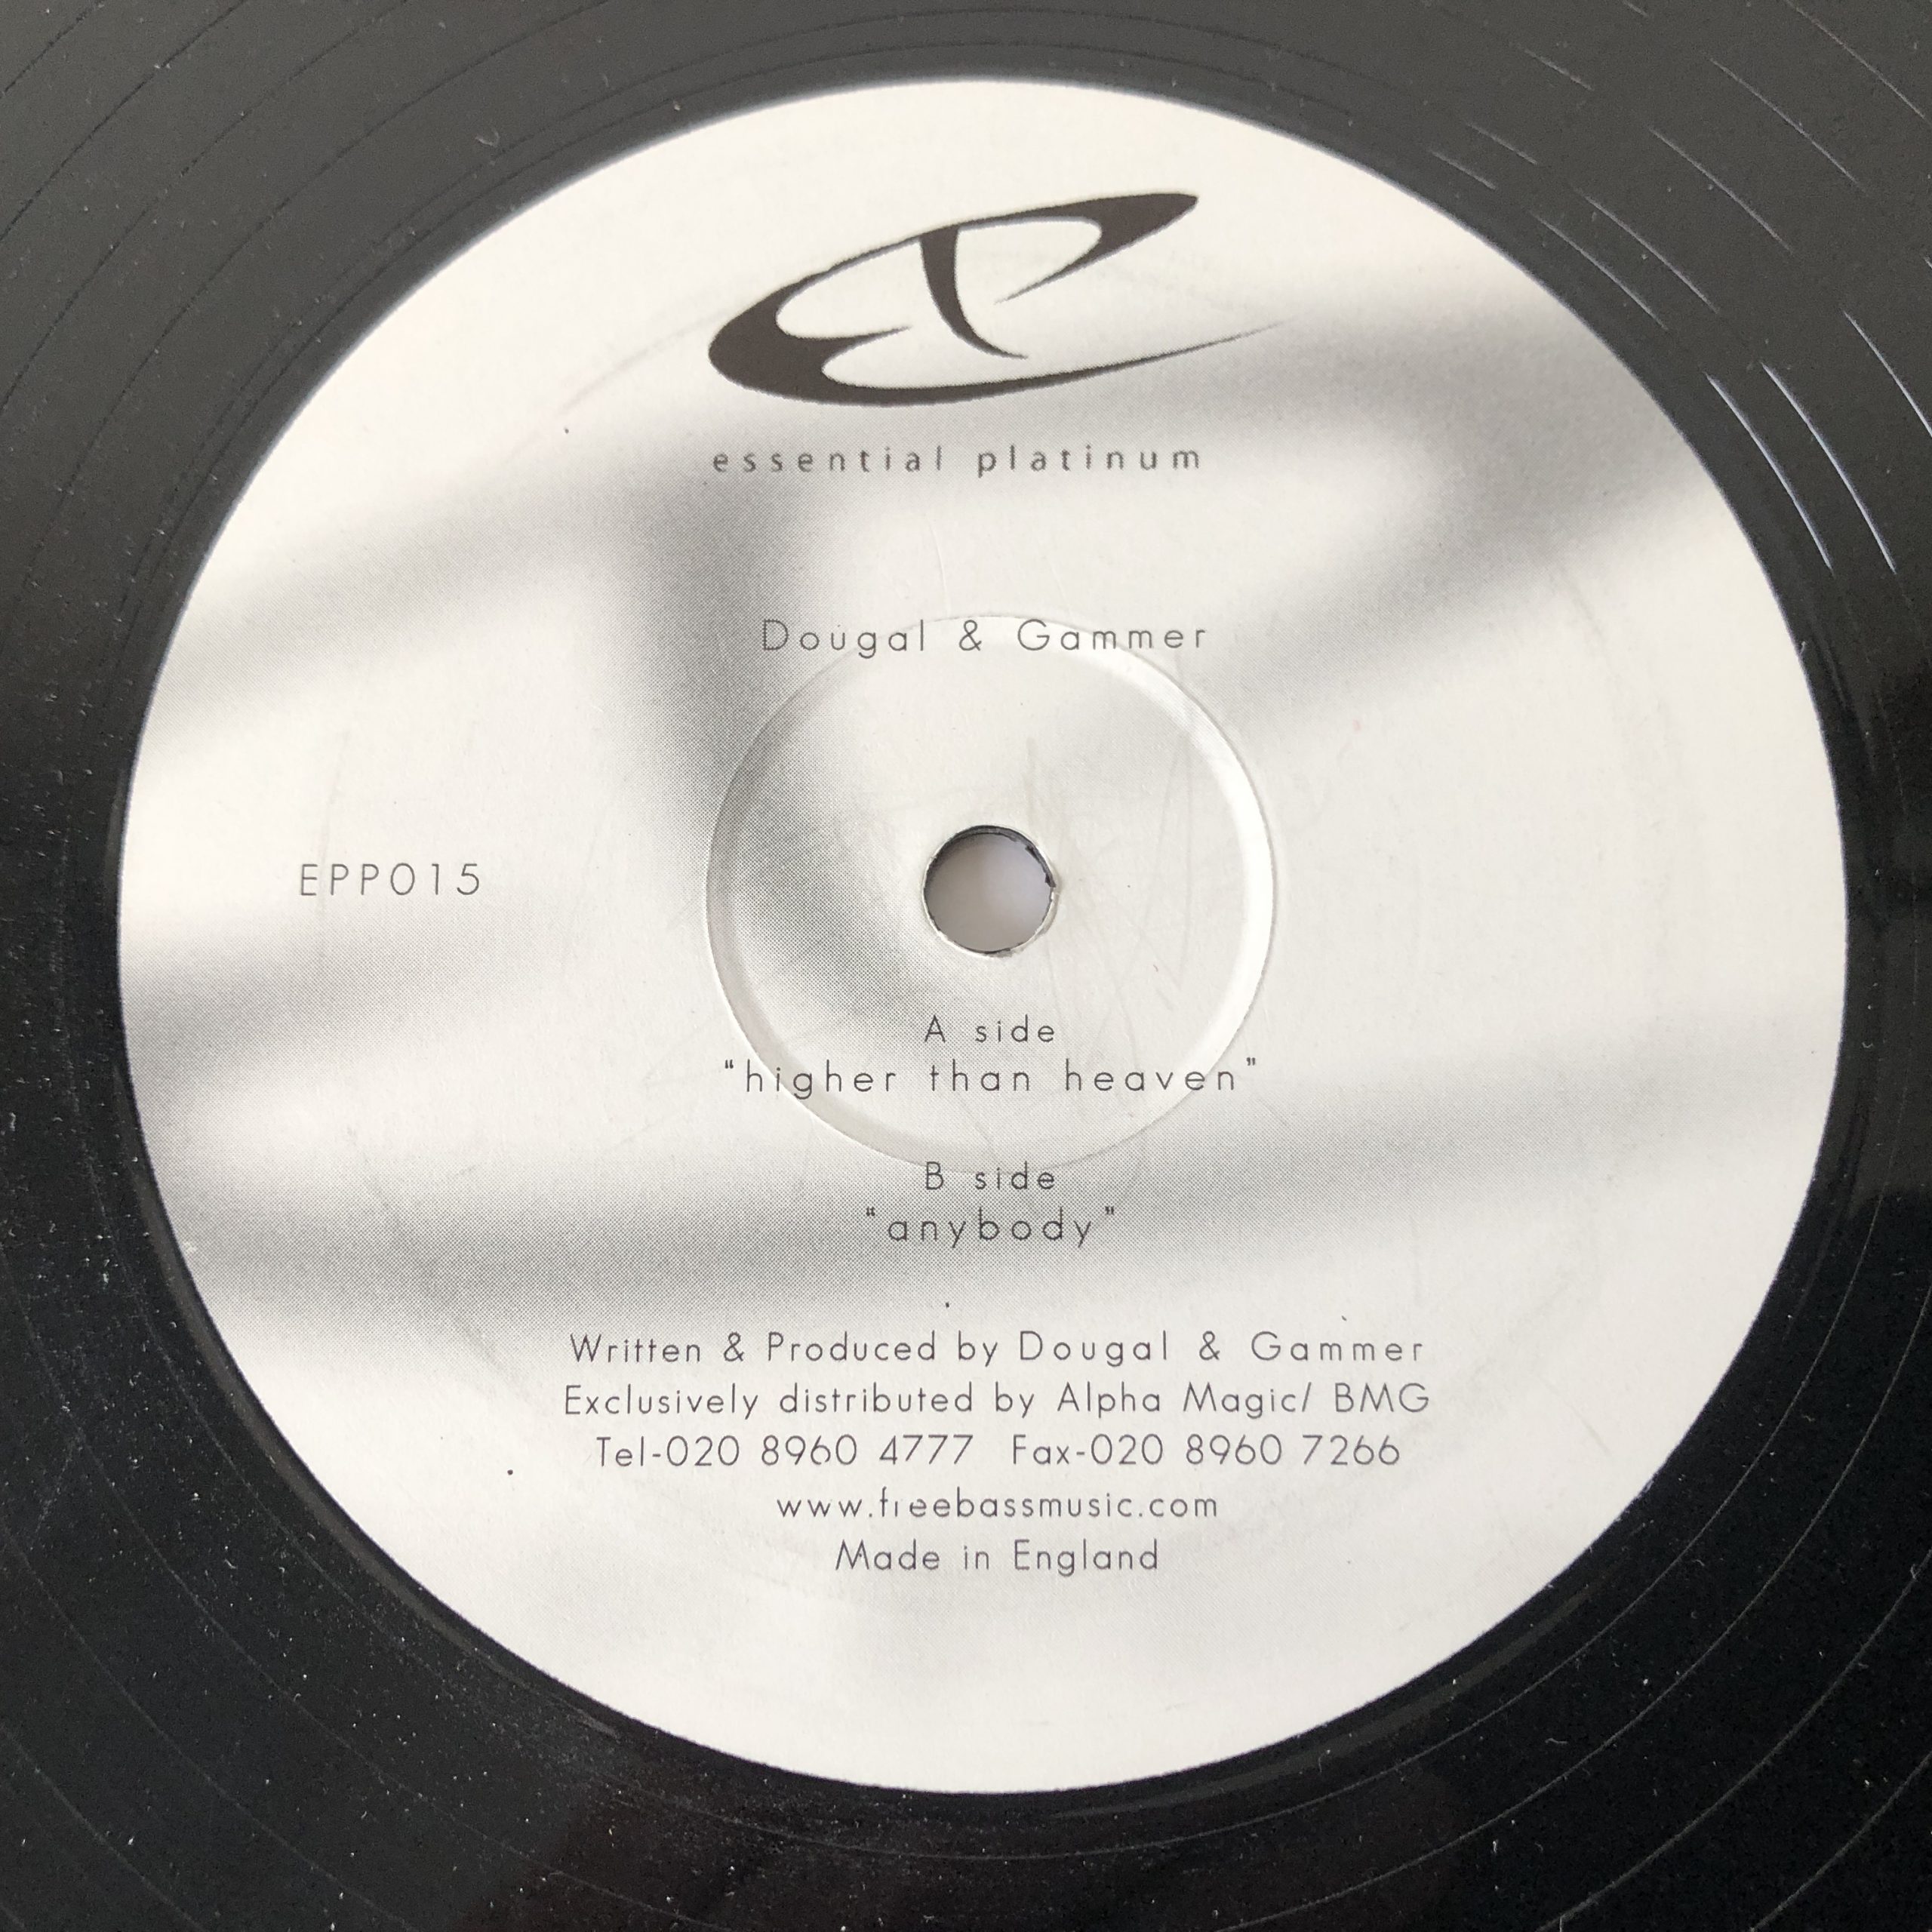 EP
essential platinum
Dougal & Gammer
EPP015
A side
"higher than heaven"
B side
"anybody"
Written & Produced by Dougal & Gammer
Exclusively distributed by Alpha Magic/ BMG
Tel-020 8960 4777 Fax-020 8960 7266
www.freebassmusic.com
Made in England